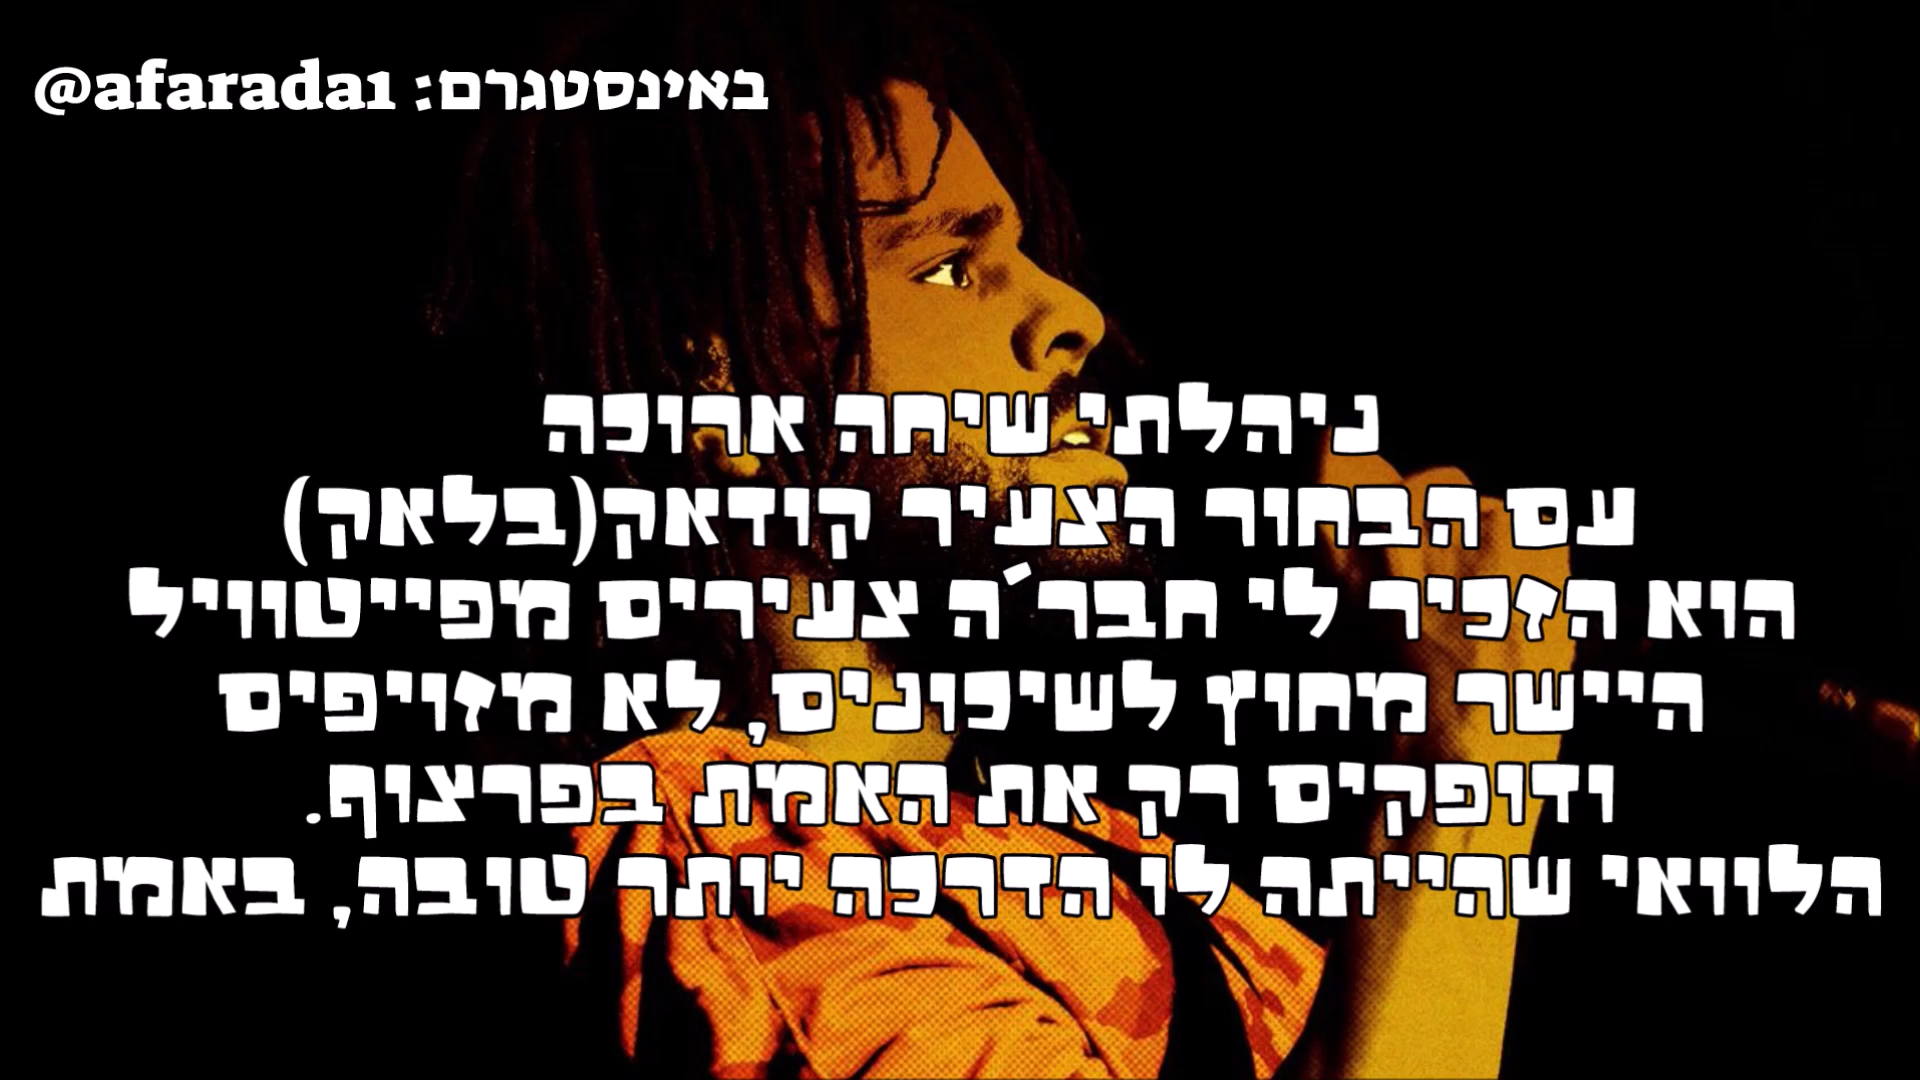 באינסטגרם: @afarada1
ניהלתי שיחה ארוכה
עם הבחור הצעיר קודאק(בלאק)
הוא הזכיר לי חבר'ה צעירים מפייטוויל
היישר מחוץ לשיכונים, לא מזויפים
ודופקים רק את האמת בפרצוף.
הלוואי שהייתה לו הדרכה יותר טובה, באמת